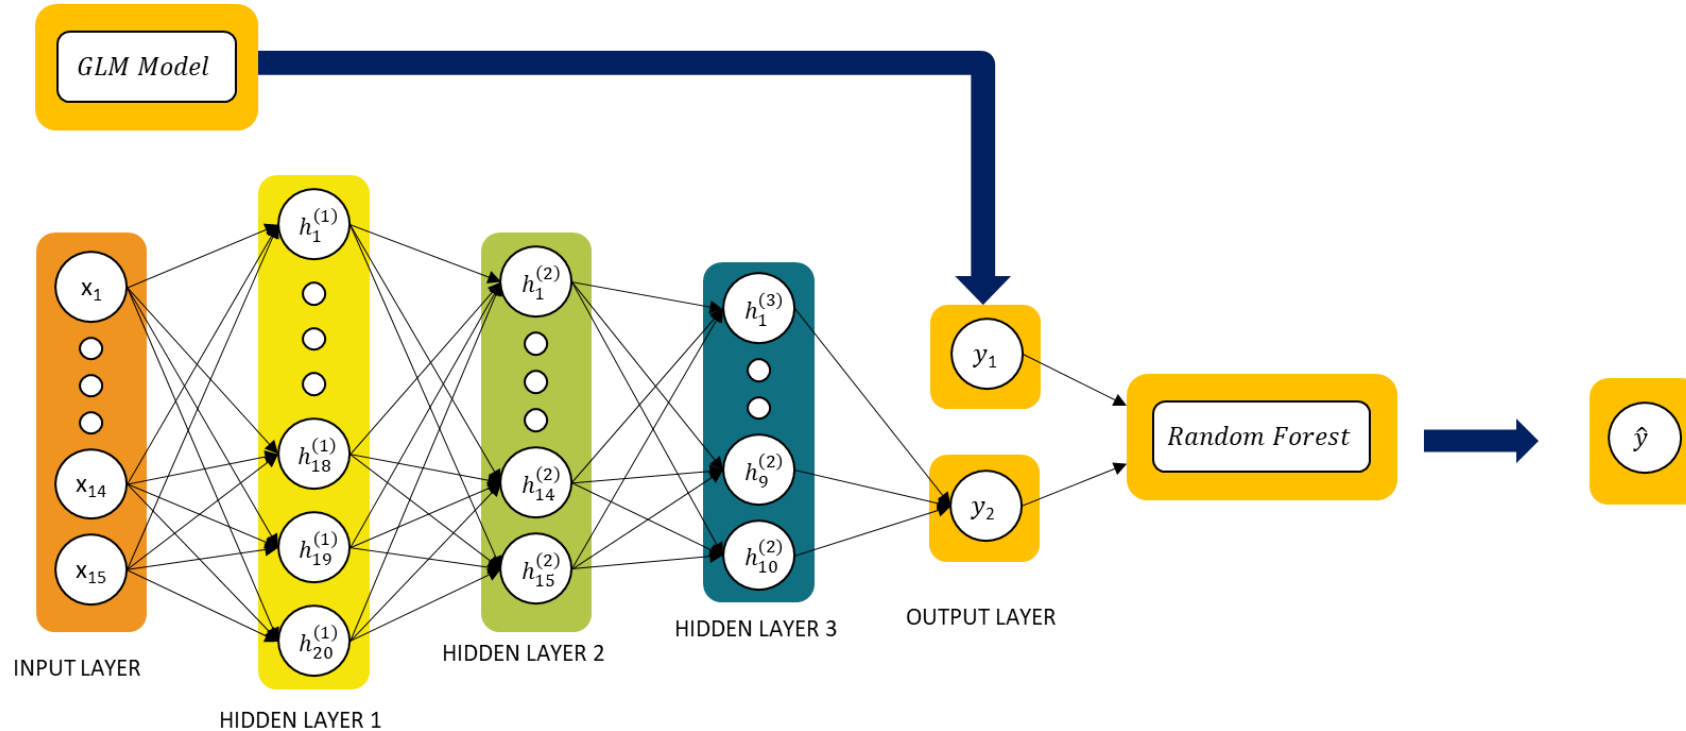 GLM Model
x₁
x₁₄
x₁₅
INPUT LAYER
h₁⁽¹⁾
h₁₈⁽¹⁾
h₁₉⁽¹⁾
h₂₀⁽¹⁾
HIDDEN LAYER 1
h₁⁽²⁾
h₁₄⁽²⁾
h₁₅⁽²⁾
HIDDEN LAYER 2
h₁⁽³⁾
h₉⁽²⁾
h₁₀⁽²⁾
HIDDEN LAYER 3
y₁
y₂
OUTPUT LAYER
Random Forest
ŷ